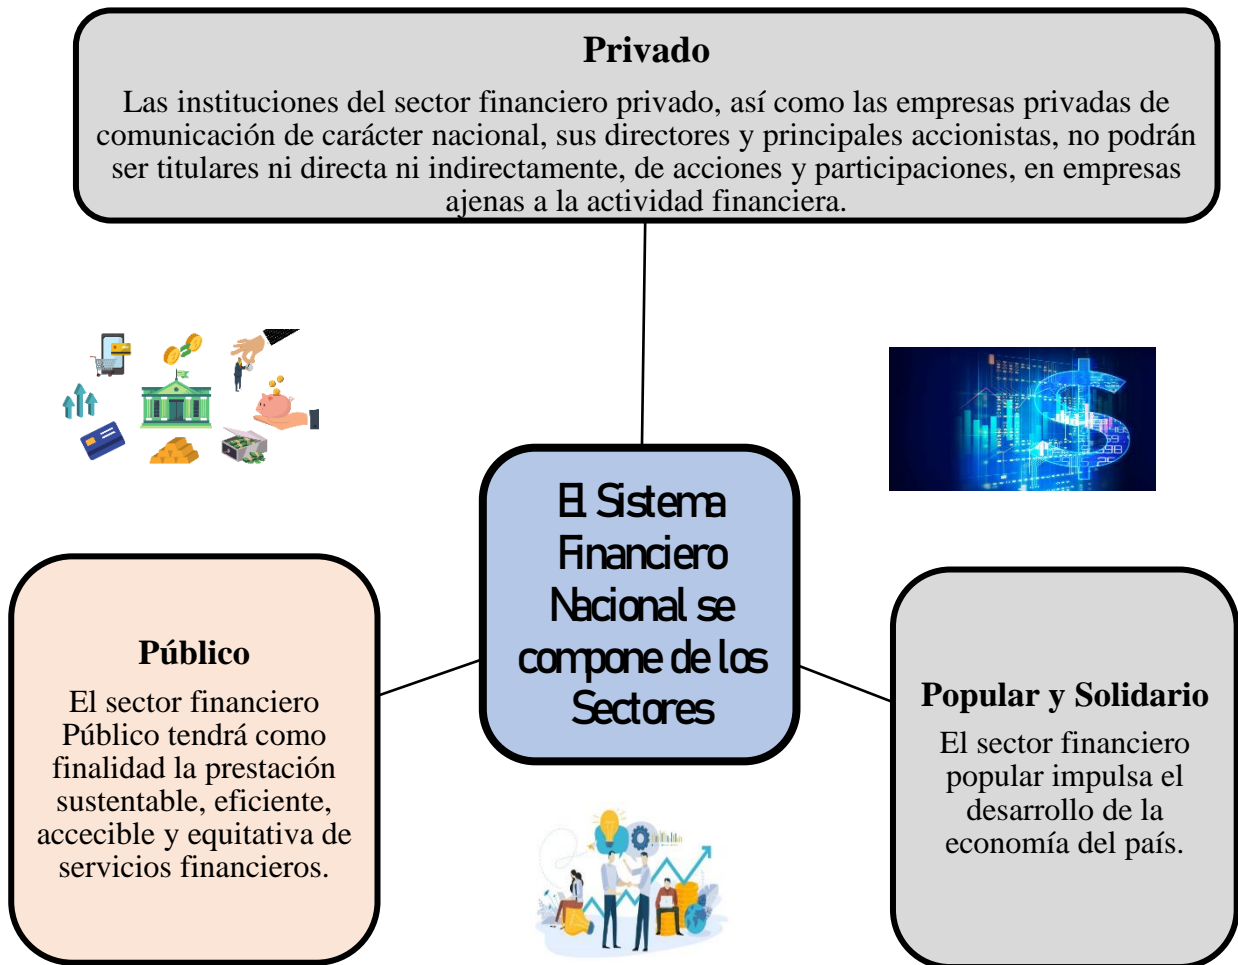 Privado
Las instituciones del sector financiero privado, así como las empresas privadas de
comunicación de carácter nacional, sus directores y principales accionistas, no podrán
ser titulares ni directa ni indirectamente, de acciones y participaciones, en empresas
ajenas a la actividad financiera.
El Sistema
Financiero
Nacional se
compone de los
Sectores
Público
El sector financiero
Público tendrá como
finalidad la prestación
sustentable, eficiente,
accecible y equitativa de
servicios financieros.
Popular y Solidario
El sector financiero
popular impulsa el
desarrollo de la
economía del país.